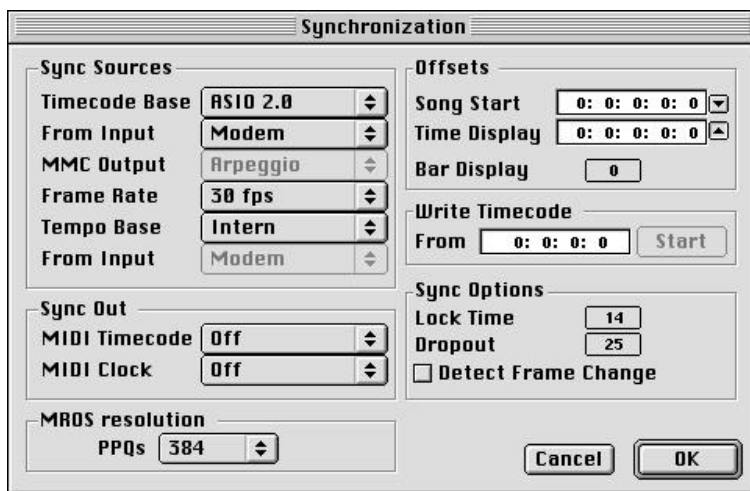 Synchronization
Sync Sources
Timecode Base ASIO 2.0
From Input Modem
MMC Output Arpeggio
Frame Rate 30 fps
Tempo Base Intern
From Input Modem
Sync Out
MIDI Timecode Off
MIDI Clock Off
MROS resolution
PPQs 384
Offsets
Song Start 0: 0: 0: 0: 0
Time Display 0: 0: 0: 0: 0
Bar Display 0
Write Timecode
From 0: 0: 0: 0 Start
Sync Options
Lock Time 14
Dropout 25
Detect Frame Change
Cancel OK